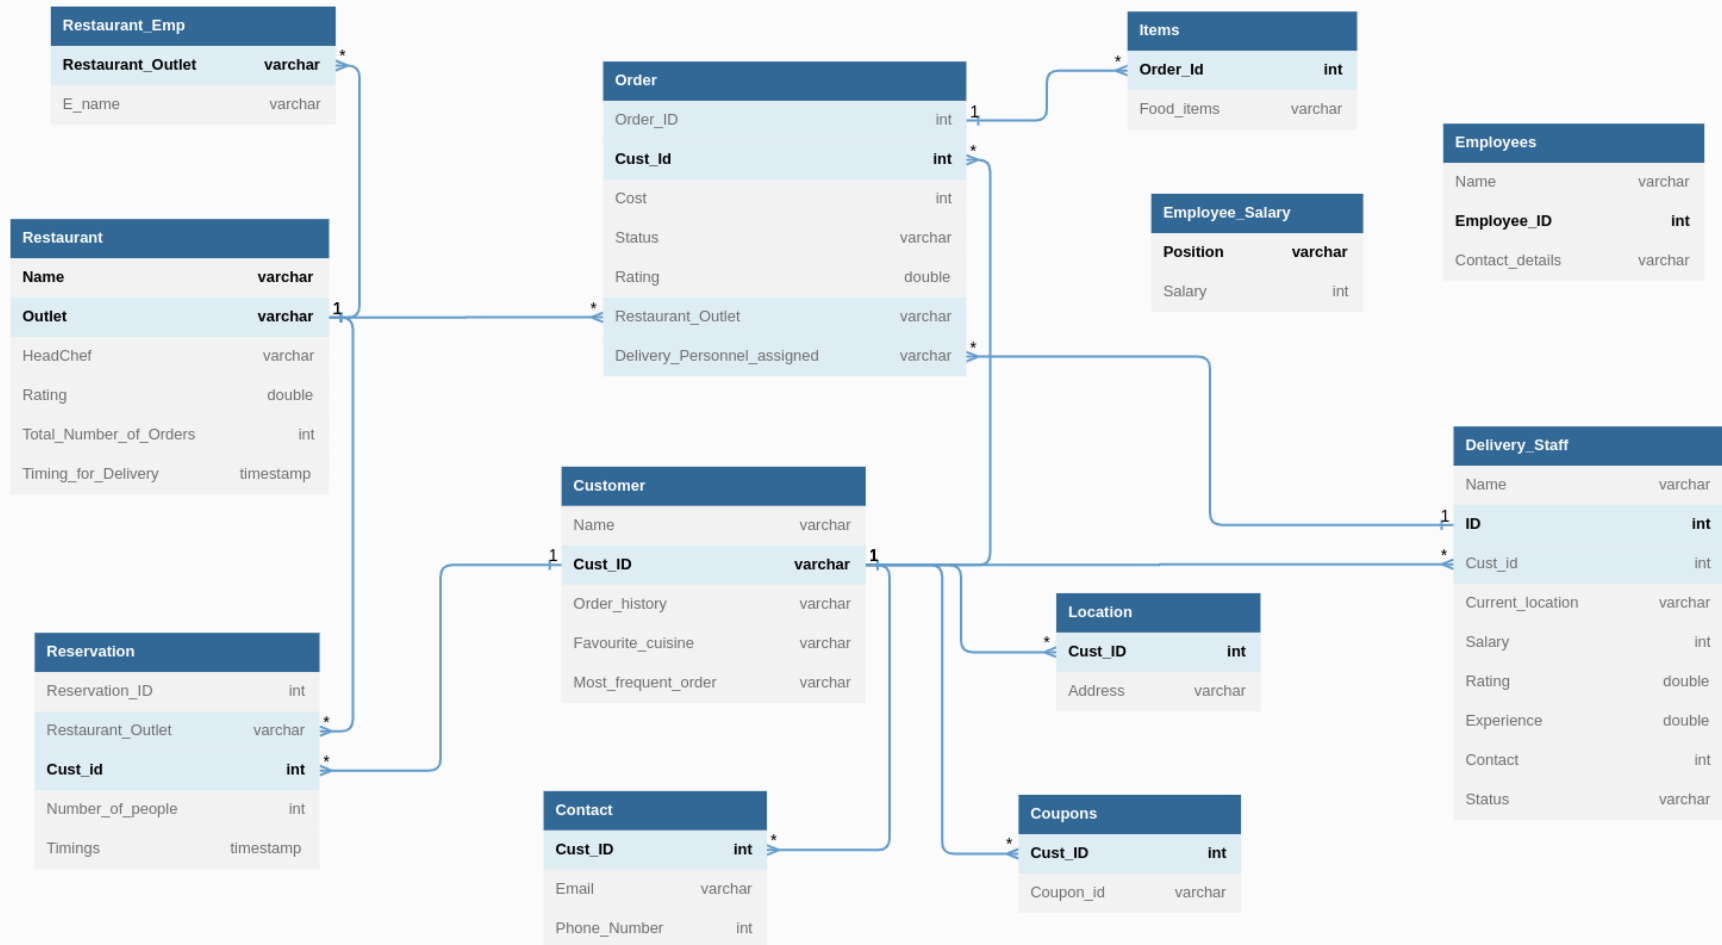 Restaurant_Emp
Restaurant_Outlet varchar
E_name varchar
*
Restaurant
Name varchar
Outlet varchar
HeadChef varchar
Rating double
Total_Number_of_Orders int
Timing_for_Delivery timestamp
1
Reservation
Reservation_ID int
Restaurant_Outlet varchar
Cust_id int
Number_of_people int
Timings timestamp
*
*
Order
Order_ID int
Cust_Id int
Cost int
Status varchar
Rating double
Restaurant_Outlet varchar
Delivery_Personnel_assigned varchar
1
*
*
*
Customer
Name varchar
Cust_ID varchar
Order_history varchar
Favourite_cuisine varchar
Most_frequent_order varchar
1
1
Contact
Cust_ID int
Email varchar
Phone_Number int
*
Items
Order_Id int
Food_items varchar
*
Employee_Salary
Position varchar
Salary int
Employees
Name varchar
Employee_ID int
Contact_details varchar
Location
Cust_ID int
Address varchar
*
Coupons
Cust_ID int
Coupon_id varchar
*
Delivery_Staff
Name varchar
ID int
Cust_id int
Current_location varchar
Salary int
Rating double
Experience double
Contact int
Status varchar
1
*